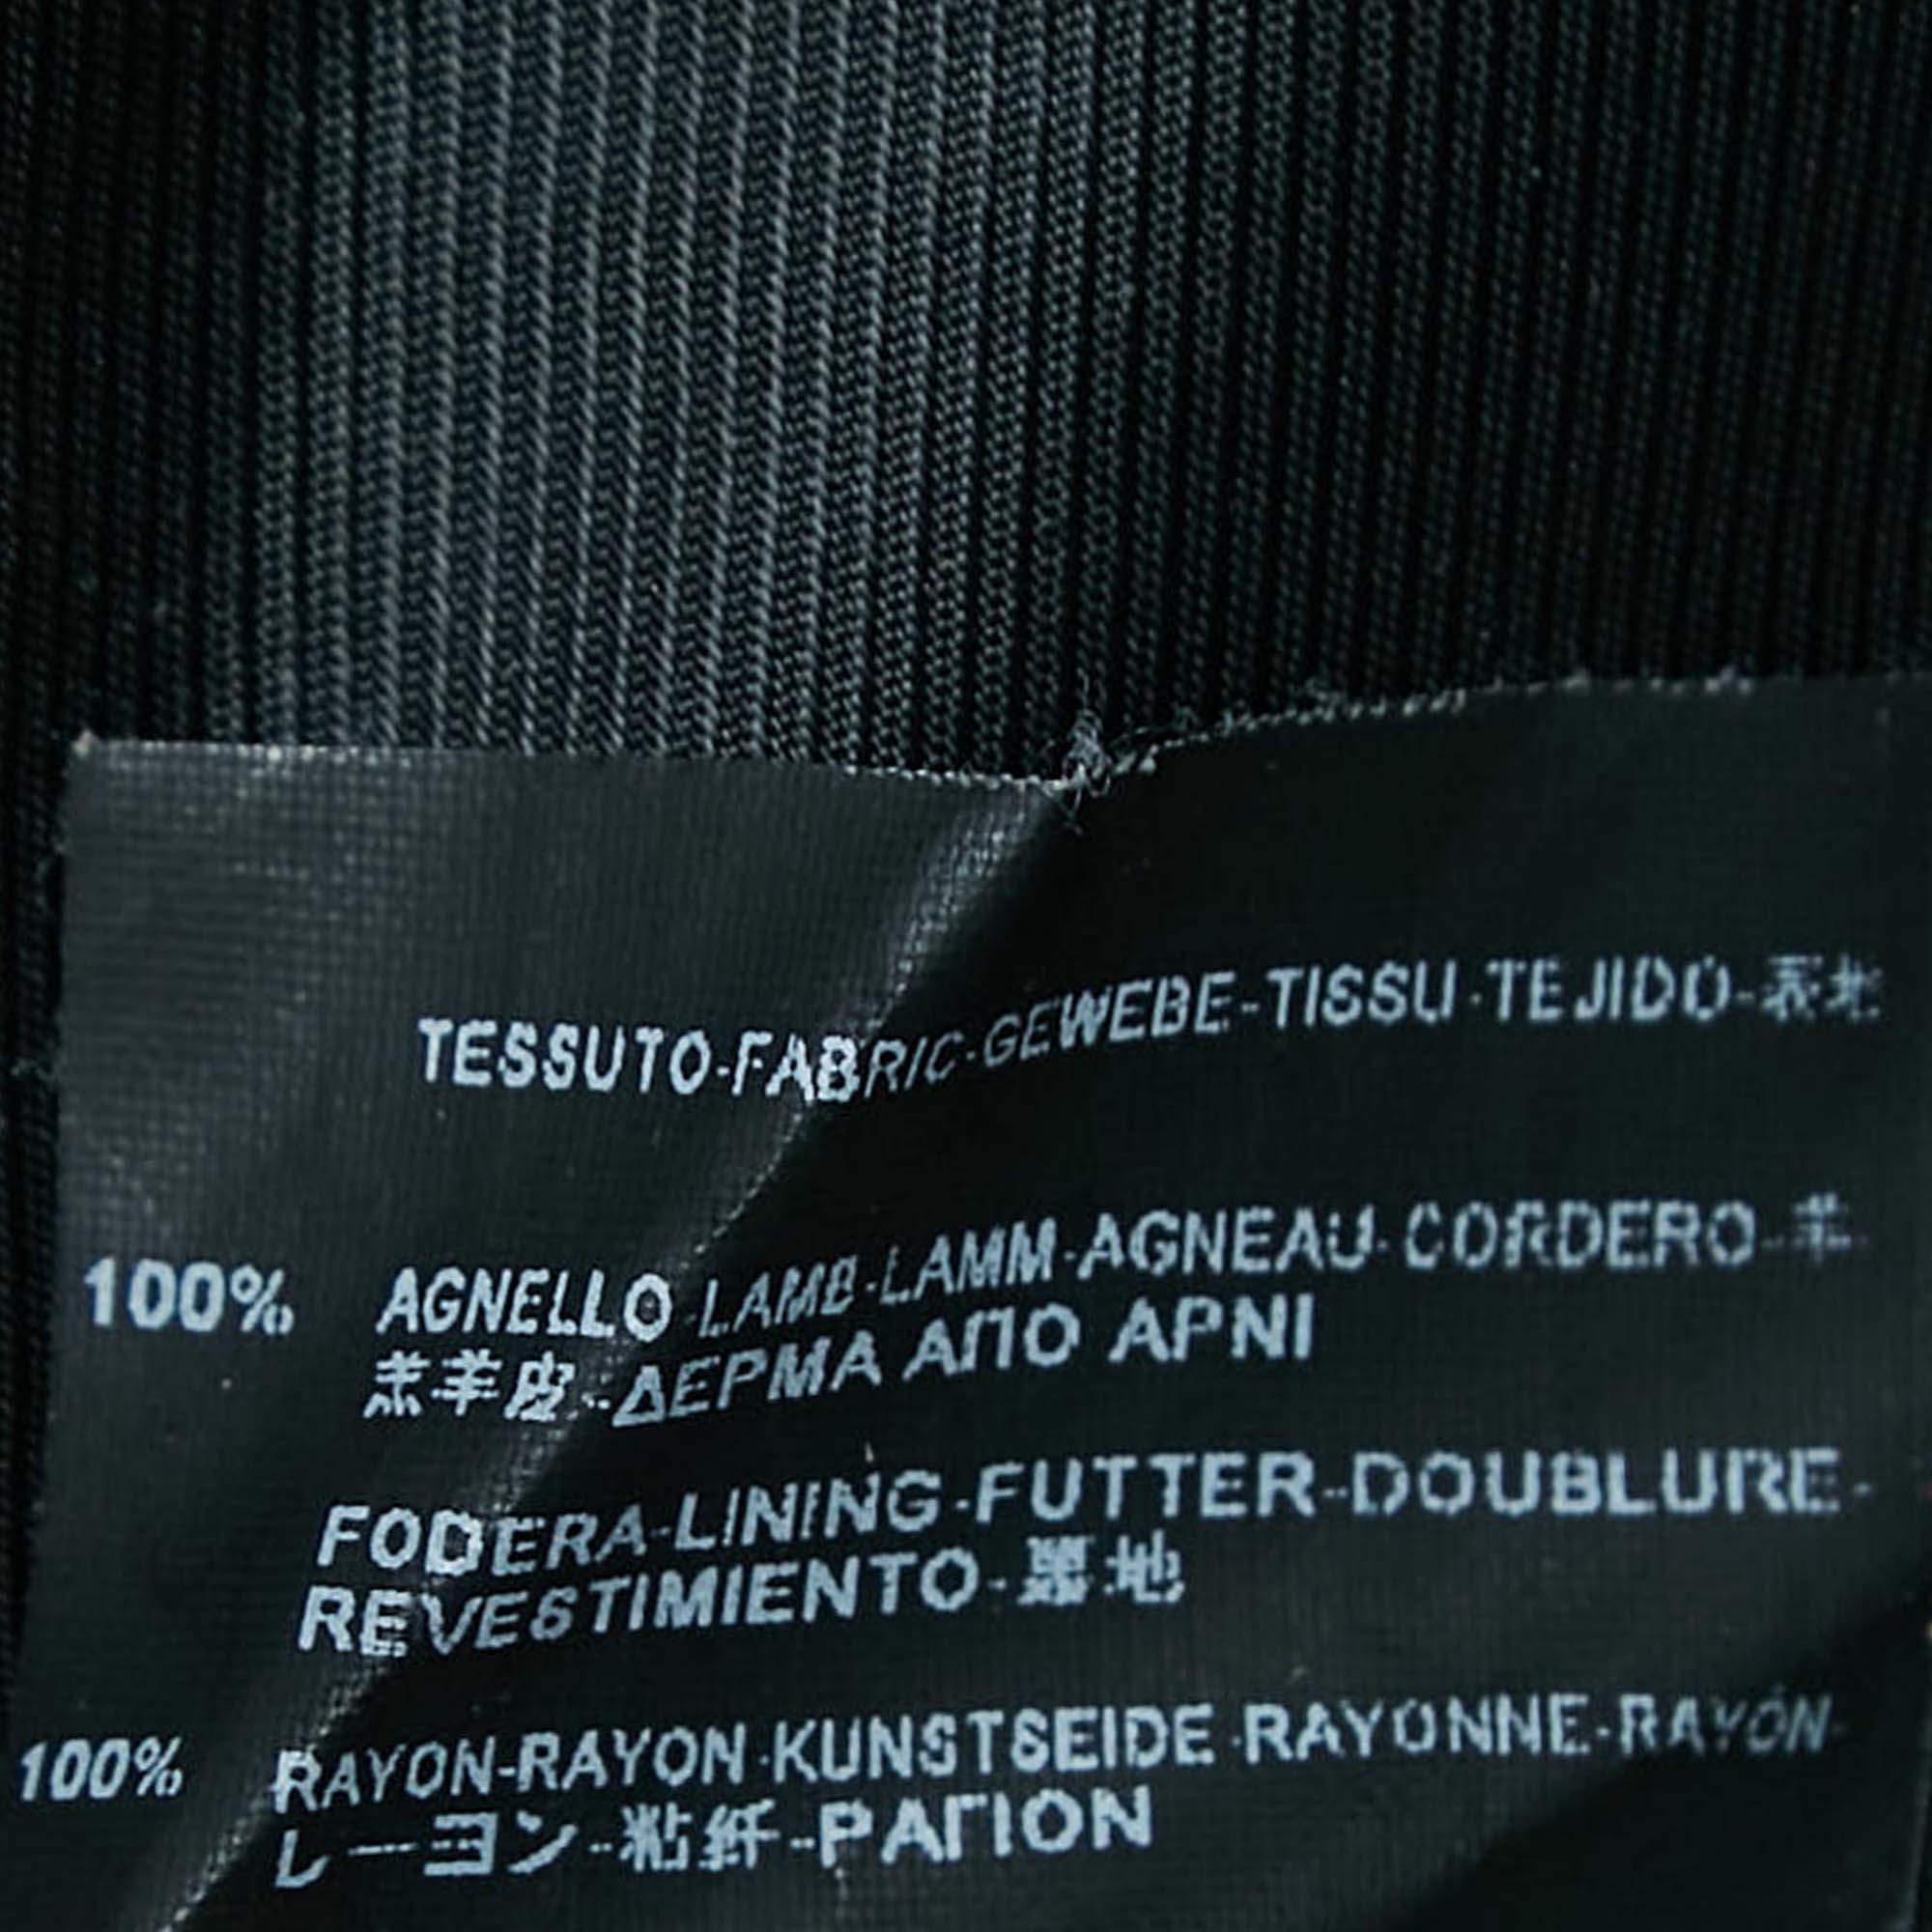 TESSUTO-FABRIC-GEWEBE-TISSU-TEJIDO-表地
100% AGNELLO-LAMB-LAMM-AGNEAU-CORDERO-羊
羔羊皮-ΔΕΡΜΑ ΑΠΟ ΑΡΝΙ
FODERA-LINING-FUTTER-DOUBLURE-
REVESTIMIENTO-裏地
100% RAYON-RAYON-KUNSTSEIDE-RAYONNE-RAYÓN-
レーヨン-粘纤-ΡΑΓΙΟΝ